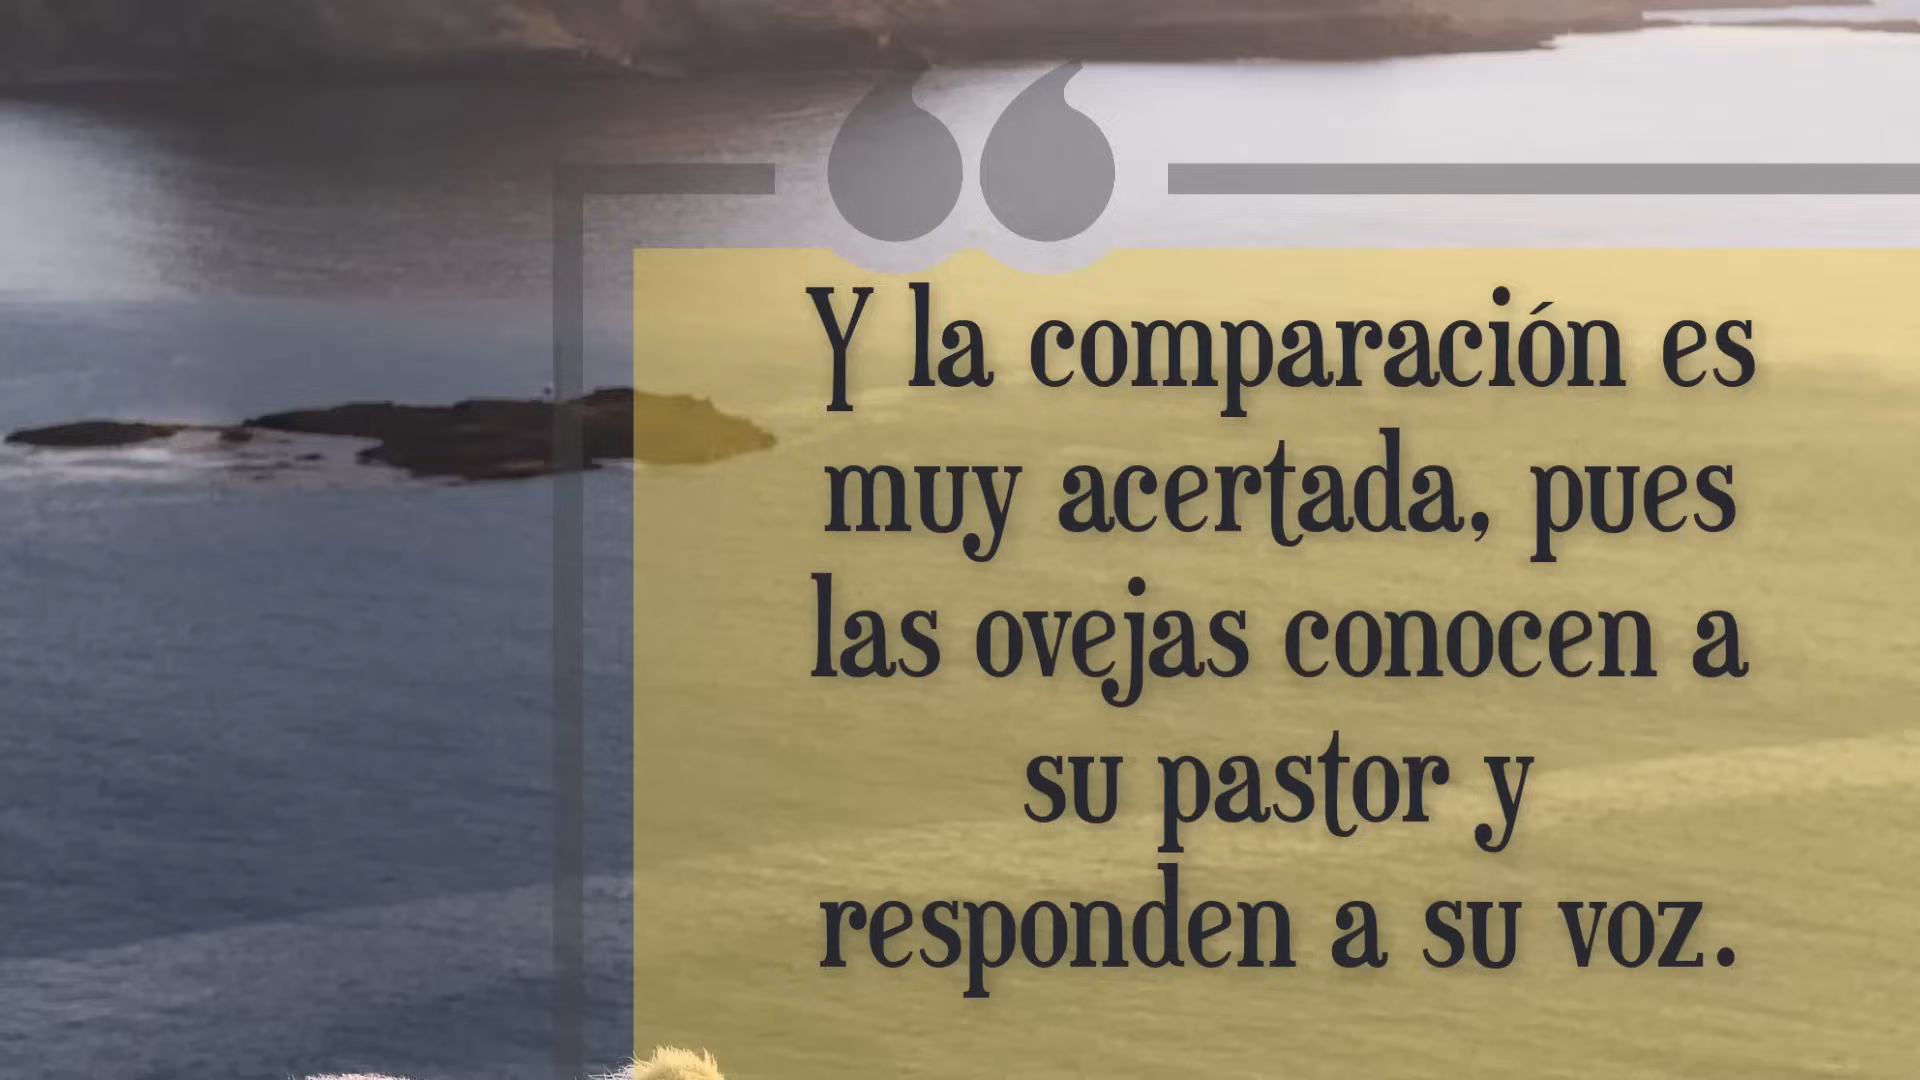 Y la comparación es
muy acertada, pues
las ovejas conocen a
su pastor y
responden a su voz.